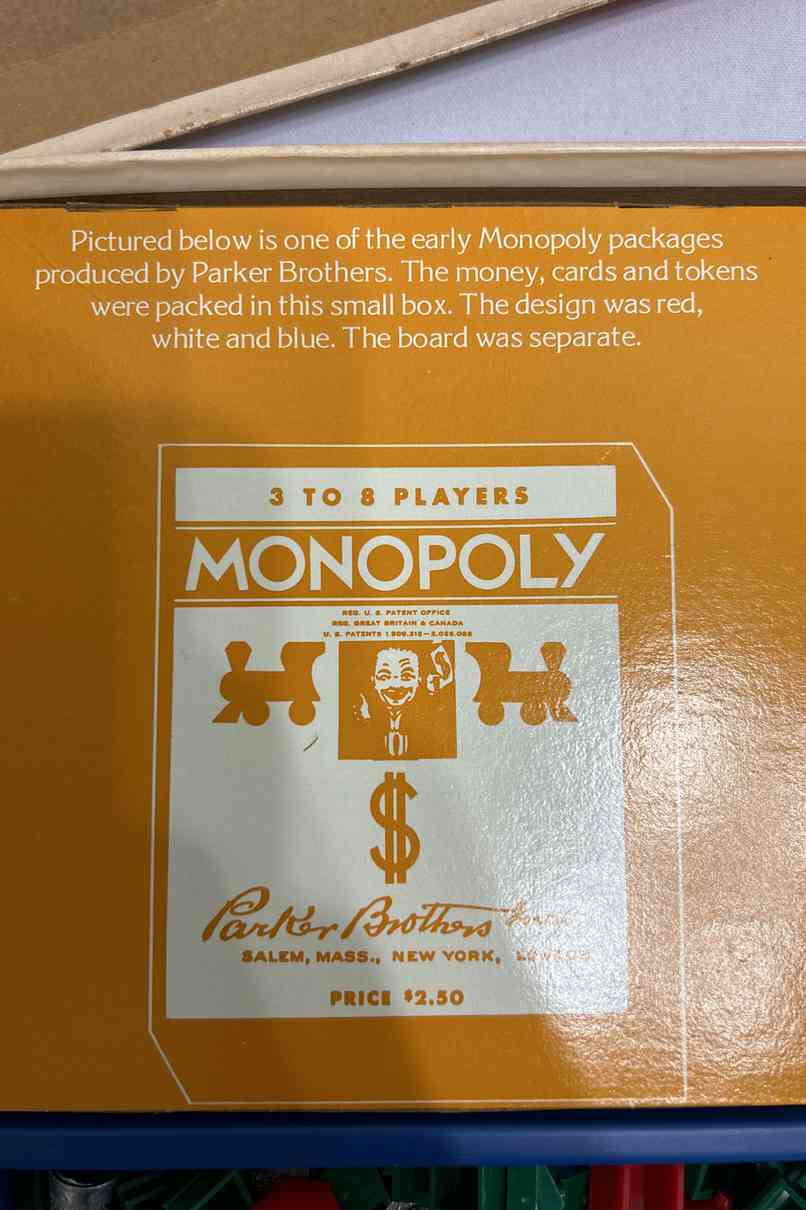 Pictured below is one of the early Monopoly packages
produced by Parker Brothers. The money, cards and tokens
were packed in this small box. The design was red,
white and blue. The board was separate.
3 TO 8 PLAYERS
MONOPOLY
REG. U. S. PATENT OFFICE
REG. GREAT BRITAIN & CANADA
U. S. PATENTS
$
Parker Brothers
SALEM, MASS., NEW YORK, LONDON
PRICE $2.50